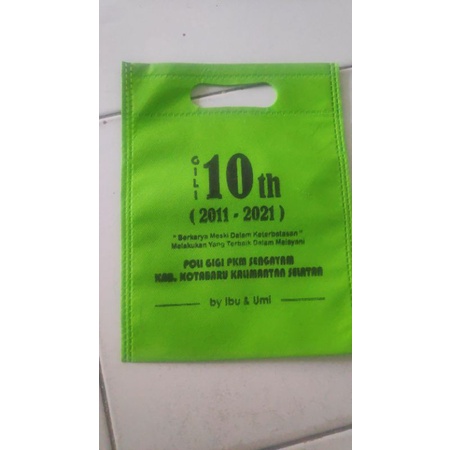 GILI 10th
( 2011 - 2021 )
" Berkarya Meski Dalam Keterbatasan "
Melakukan Yang Terbaik Dalam Melayani
POLI GIGI PKM SENGAYAM
KAB. KOTABARU KALIMANTAN SELATAN
by Ibu & Umi